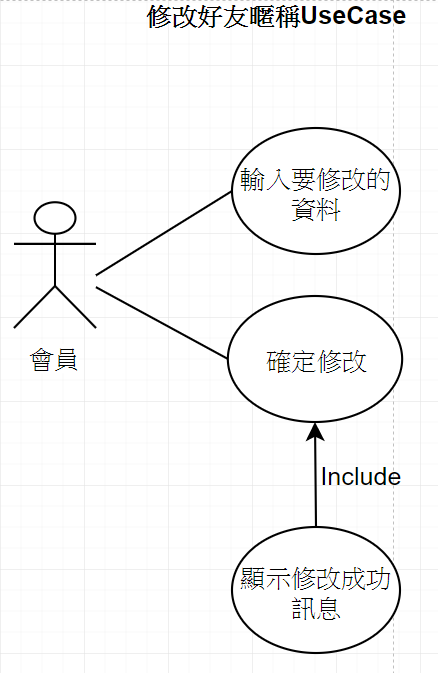 修改好友暱稱UseCase
輸入要修改的
資料
會員
確定修改
Include
顯示修改成功
訊息